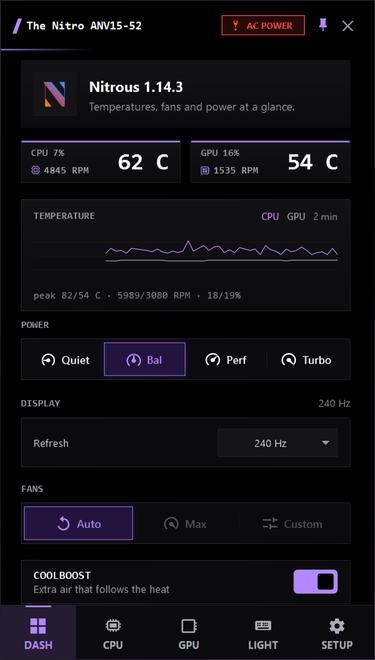 The Nitro ANV15-52
AC POWER
Nitrous 1.14.3
Temperatures, fans and power at a glance.
CPU 7%
4845 RPM
62 C
GPU 16%
1535 RPM
54 C
TEMPERATURE
CPU GPU 2 min
peak 82/54 C · 5989/3080 RPM · 18/19%
POWER
Quiet
Bal
Perf
Turbo
DISPLAY
240 Hz
Refresh
240 Hz
FANS
Auto
Max
Custom
COOLBOOST
Extra air that follows the heat
DASH
CPU
GPU
LIGHT
SETUP